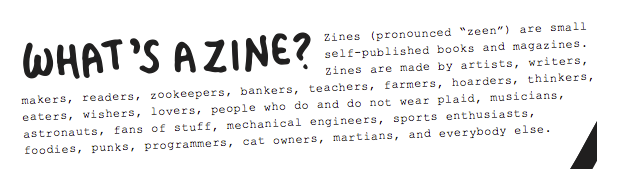 WHAT'S A ZINE?
Zines (pronounced "zeen") are small
self-published books and magazines.
Zines are made by artists, writers,
makers, readers, zookeepers, bankers, teachers, farmers, hoarders, thinkers,
eaters, wishers, lovers, people who do and do not wear plaid, musicians,
astronauts, fans of stuff, mechanical engineers, sports enthusiasts,
foodies, punks, programmers, cat owners, martians, and everybody else.